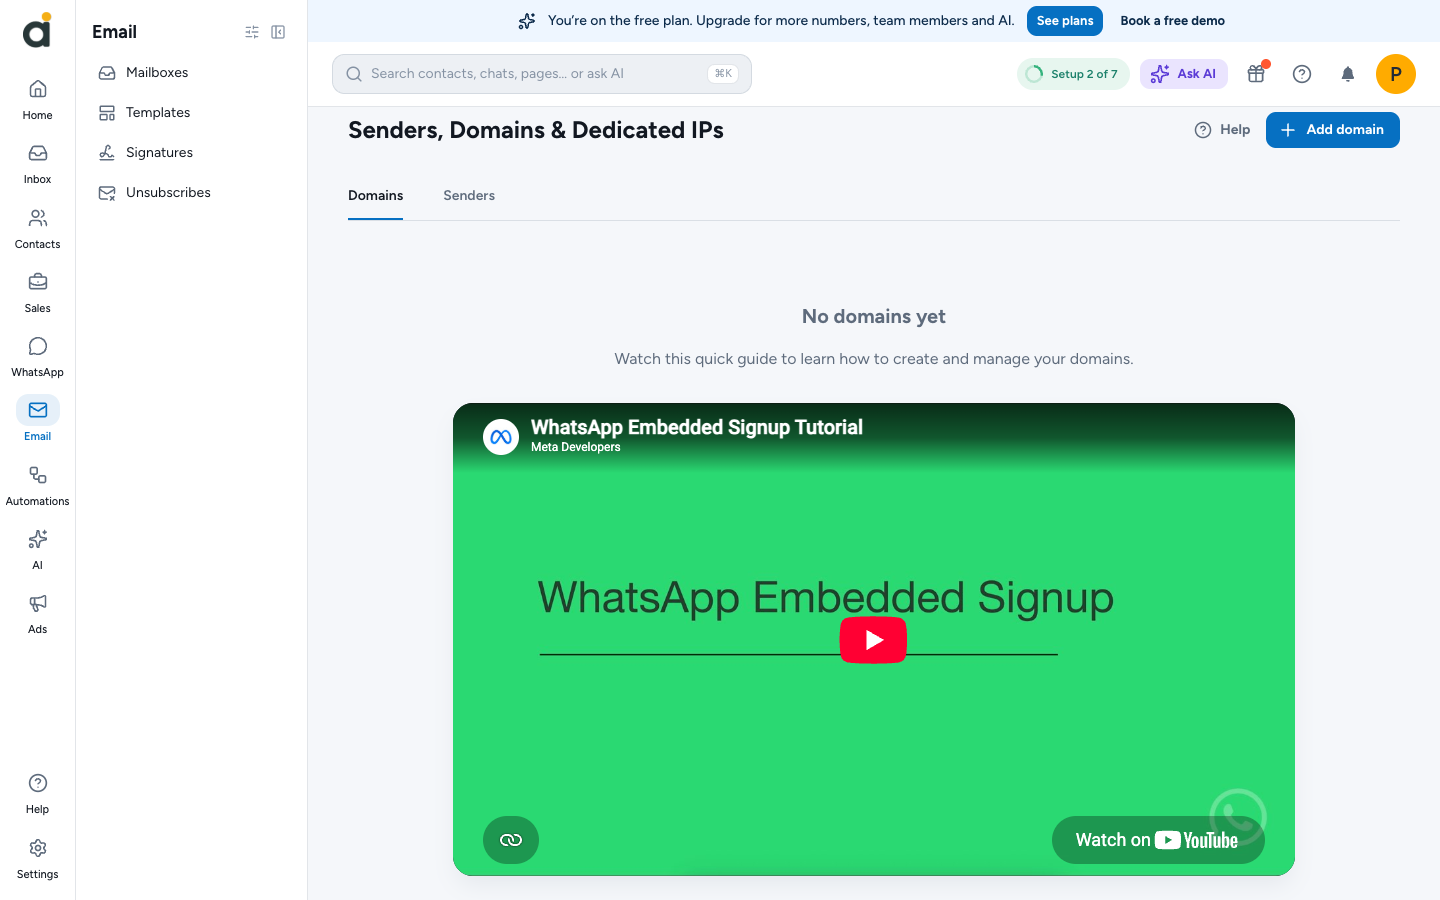 You're on the free plan. Upgrade for more numbers, team members and AI.
See plans
Book a free demo
Email
Search contacts, chats, pages... or ask AI
⌘K
Setup 2 of 7
Ask AI
P
Home
Inbox
Contacts
Sales
WhatsApp
Email
Automations
AI
Ads
Help
Settings
Mailboxes
Templates
Signatures
Unsubscribes
Senders, Domains & Dedicated IPs
Help
Add domain
Domains
Senders
No domains yet
Watch this quick guide to learn how to create and manage your domains.
WhatsApp Embedded Signup Tutorial
Meta Developers
WhatsApp Embedded Signup
Watch on YouTube